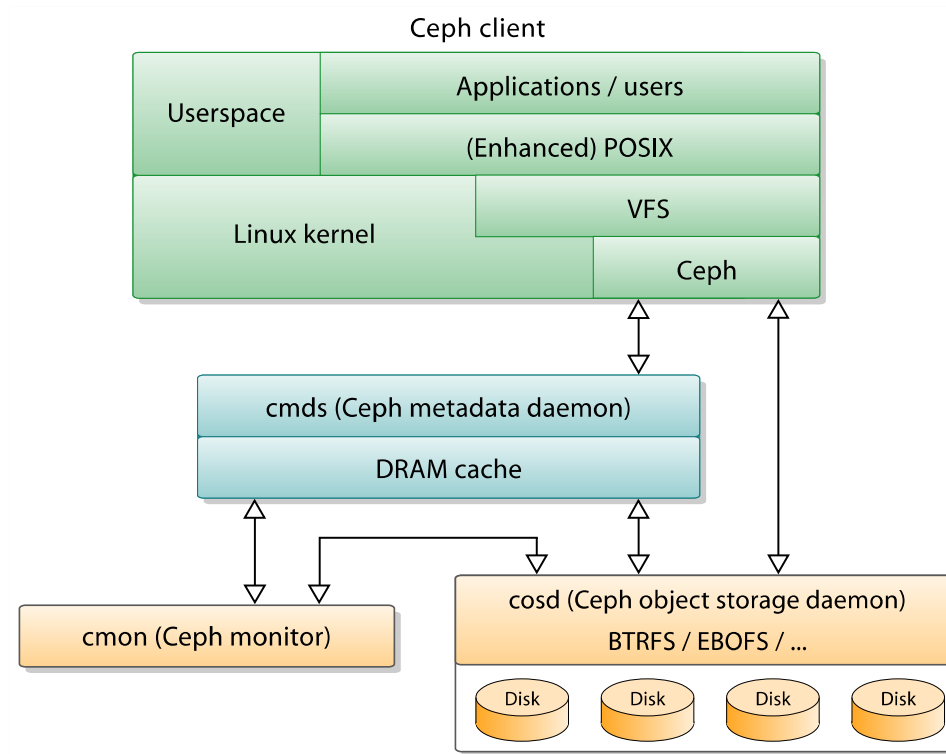 Ceph client
Userspace
Applications / users
(Enhanced) POSIX
Linux kernel
VFS
Ceph
cmds (Ceph metadata daemon)
DRAM cache
cmon (Ceph monitor)
cosd (Ceph object storage daemon)
BTRFS / EBOFS / ...
Disk
Disk
Disk
Disk